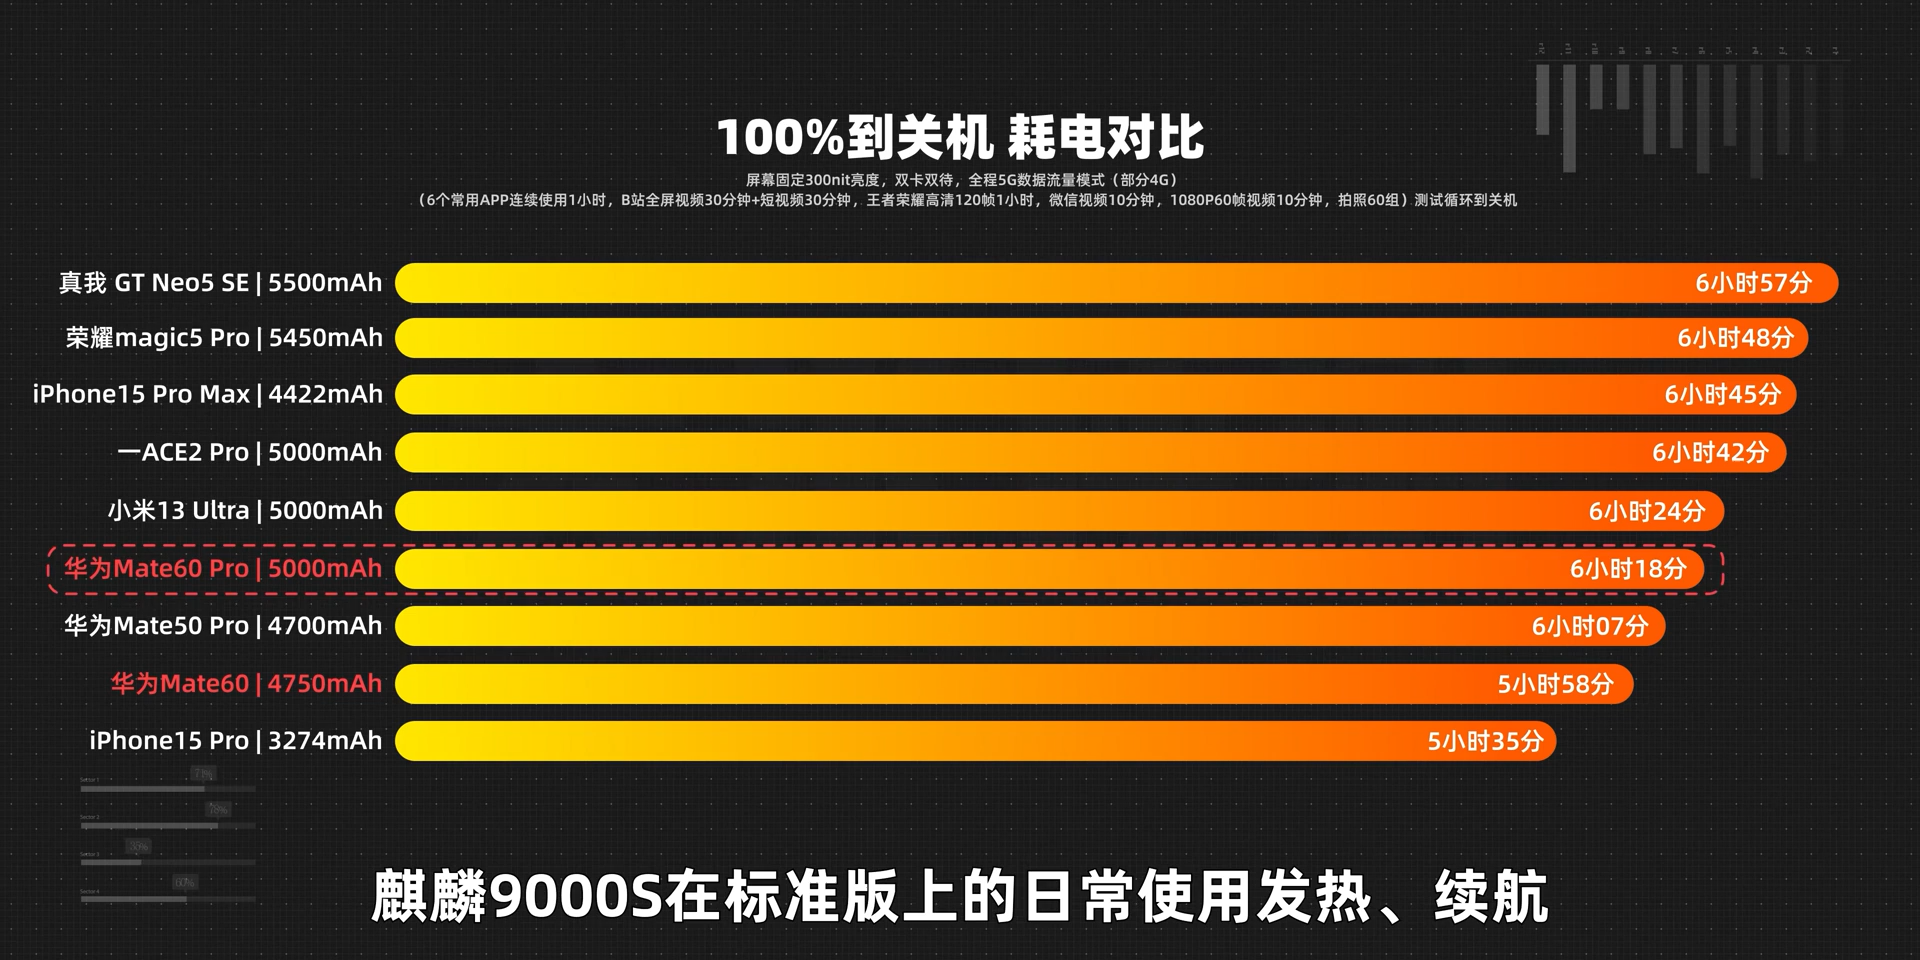 100%到关机 耗电对比
屏幕固定300nit亮度，双卡双待，全程5G数据流量模式（部分4G）
（6个常用APP连续使用1小时，B站全屏视频30分钟+短视频30分钟，王者荣耀高清120帧1小时，微信视频10分钟，1080P60帧视频10分钟，拍照60组）测试循环到关机
真我 GT Neo5 SE | 5500mAh 6小时57分
荣耀magic5 Pro | 5450mAh 6小时48分
iPhone15 Pro Max | 4422mAh 6小时45分
一ACE2 Pro | 5000mAh 6小时42分
小米13 Ultra | 5000mAh 6小时24分
华为Mate60 Pro | 5000mAh 6小时18分
华为Mate50 Pro | 4700mAh 6小时07分
华为Mate60 | 4750mAh 5小时58分
iPhone15 Pro | 3274mAh 5小时35分
71%
Sector 1
78%
Sector 2
35%
60%
Sector 4
麒麟9000S在标准版上的日常使用发热、续航